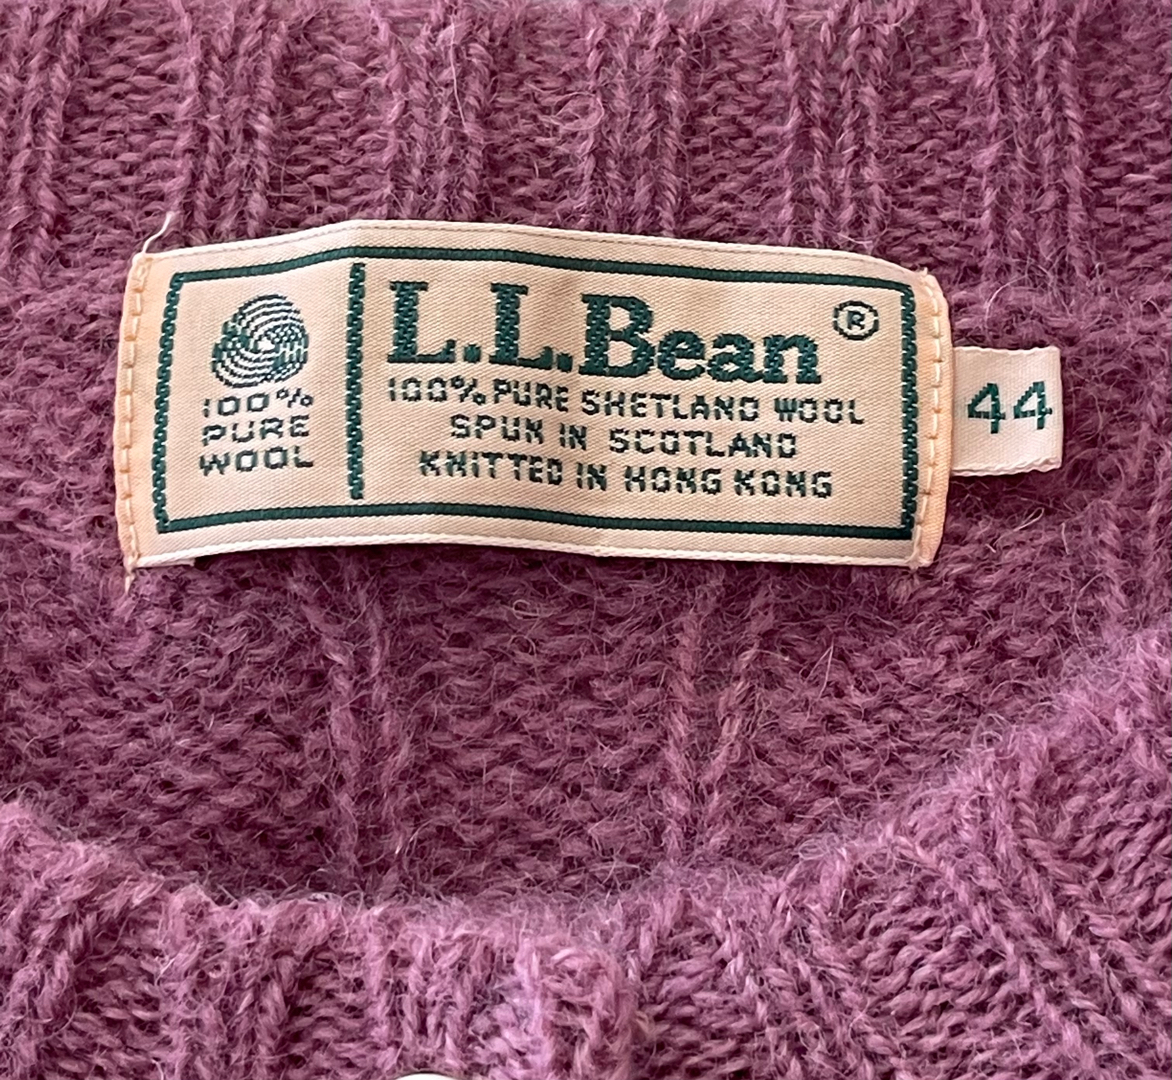 100%
PURE
WOOL
L.L.Bean®
100% PURE SHETLAND WOOL
SPUN IN SCOTLAND
KNITTED IN HONG KONG
44